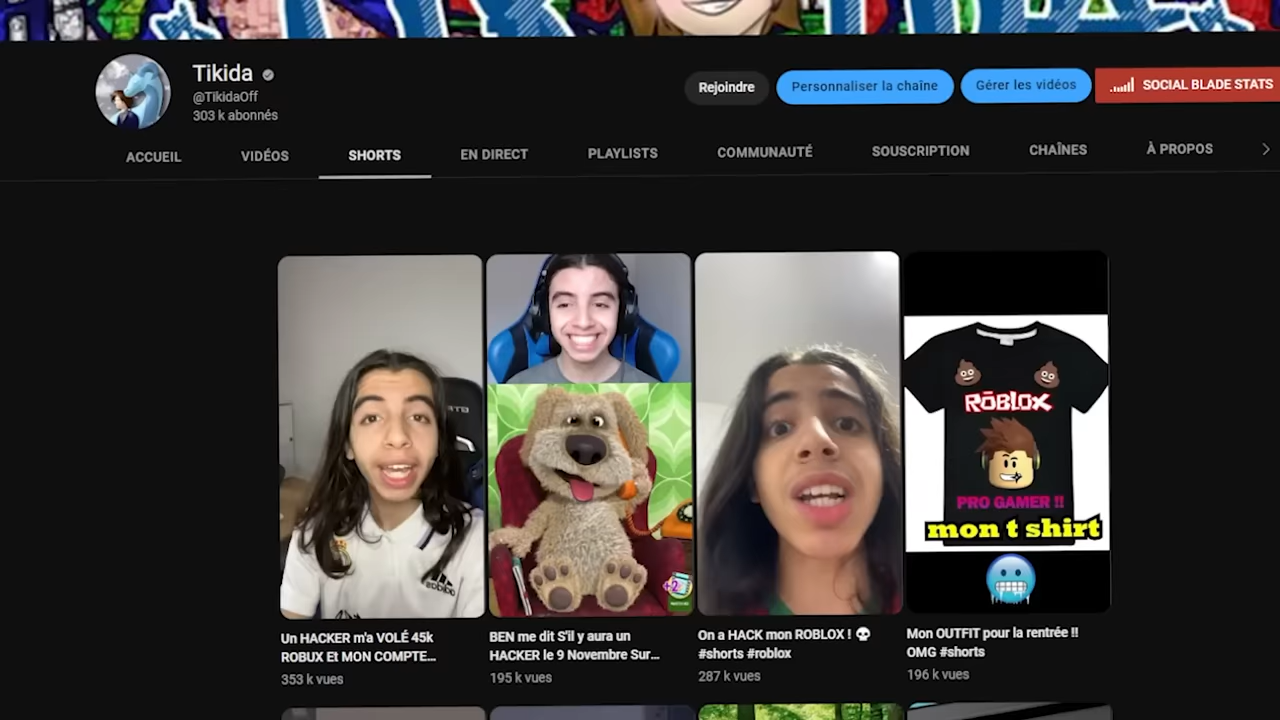 Tikida
@TikidaOff
303 k abonnés
Rejoindre
Personnaliser la chaîne
Gérer les vidéos
SOCIAL BLADE STATS
ACCUEIL
VIDÉOS
SHORTS
EN DIRECT
PLAYLISTS
COMMUNAUTÉ
SOUSCRIPTION
CHAÎNES
À PROPOS
adidas
+2
RŌBLOX
PRO GAMER !!
mon t shirt
Un HACKER m'a VOLÉ 45k
ROBUX Et MON COMPTE...
353 k vues
BEN me dit S'il y aura un
HACKER le 9 Novembre Sur...
195 k vues
On a HACK mon ROBLOX ! 💀
#shorts #roblox
287 k vues
Mon OUTFIT pour la rentrée !!
OMG #shorts
196 k vues